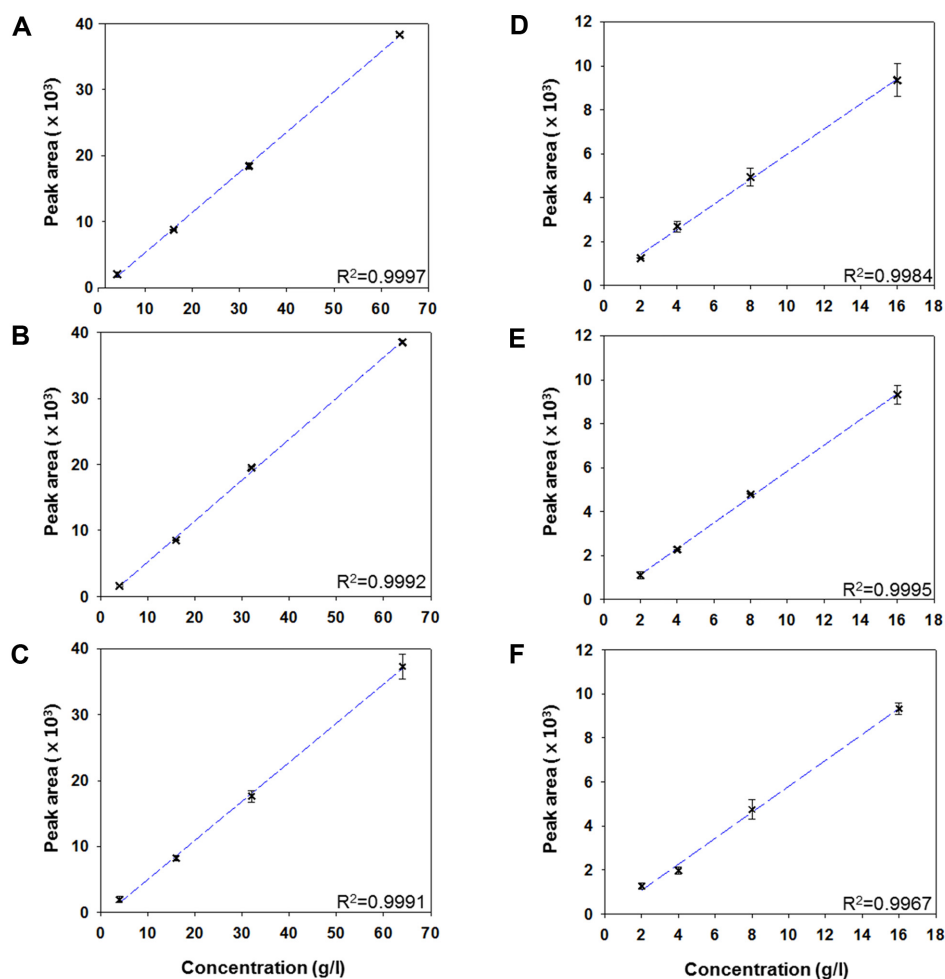 A
Peak area ( x 10³)
40
30
20
10
0
0 10 20 30 40 50 60 70
R²=0.9997
B
Peak area ( x 10³)
40
30
20
10
0
0 10 20 30 40 50 60 70
R²=0.9992
C
Peak area ( x 10³)
40
30
20
10
0
0 10 20 30 40 50 60 70
R²=0.9991
Concentration (g/l)
D
Peak area ( x 10³)
12
10
8
6
4
2
0
0 2 4 6 8 10 12 14 16 18
R²=0.9984
E
Peak area ( x 10³)
12
10
8
6
4
2
0
0 2 4 6 8 10 12 14 16 18
R²=0.9995
F
Peak area ( x 10³)
12
10
8
6
4
2
0
0 2 4 6 8 10 12 14 16 18
R²=0.9967
Concentration (g/l)